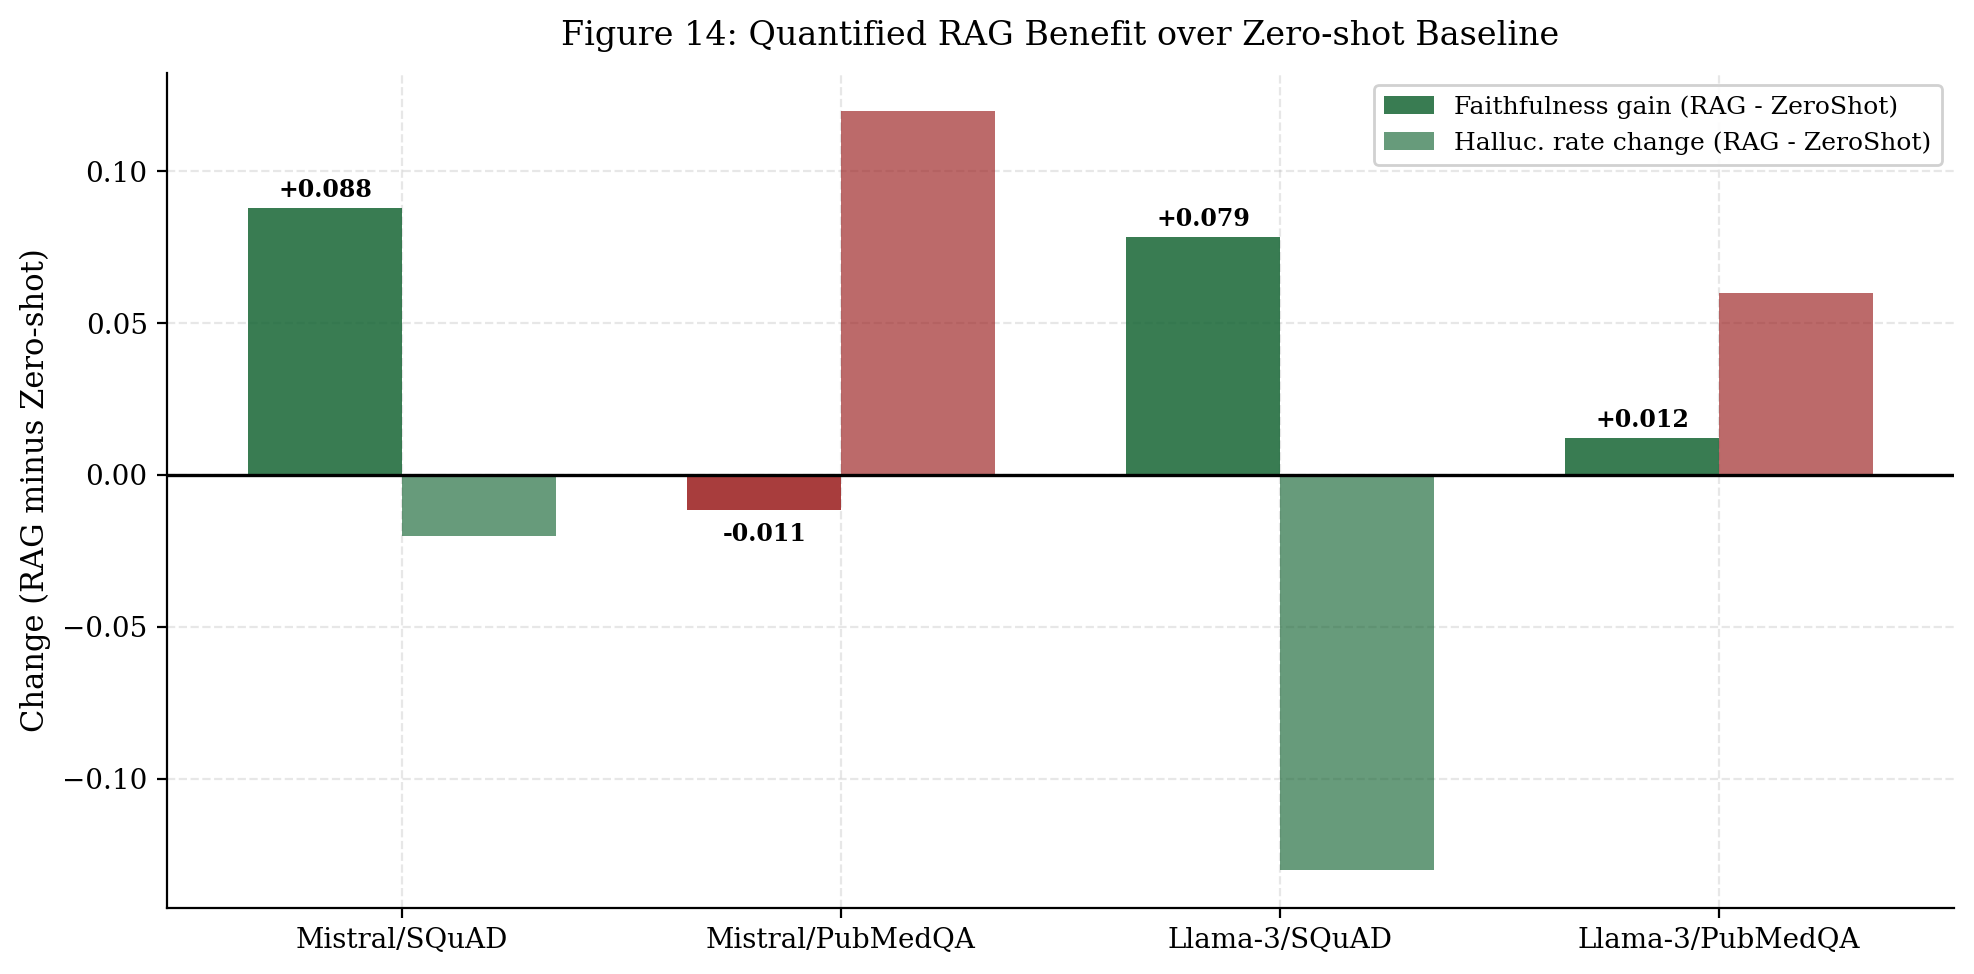 Figure 14: Quantified RAG Benefit over Zero-shot Baseline
Faithfulness gain (RAG - ZeroShot)
Halluc. rate change (RAG - ZeroShot)
Change (RAG minus Zero-shot)
0.10
0.05
0.00
−0.05
−0.10
+0.088
-0.011
+0.079
+0.012
Mistral/SQuAD
Mistral/PubMedQA
Llama-3/SQuAD
Llama-3/PubMedQA